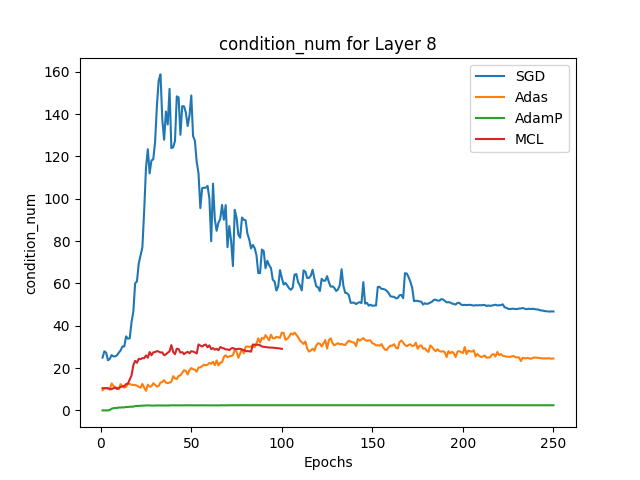 condition_num for Layer 8
SGD
Adas
AdamP
MCL
condition_num
160
140
120
100
80
60
40
20
0
0 50 100 150 200 250
Epochs